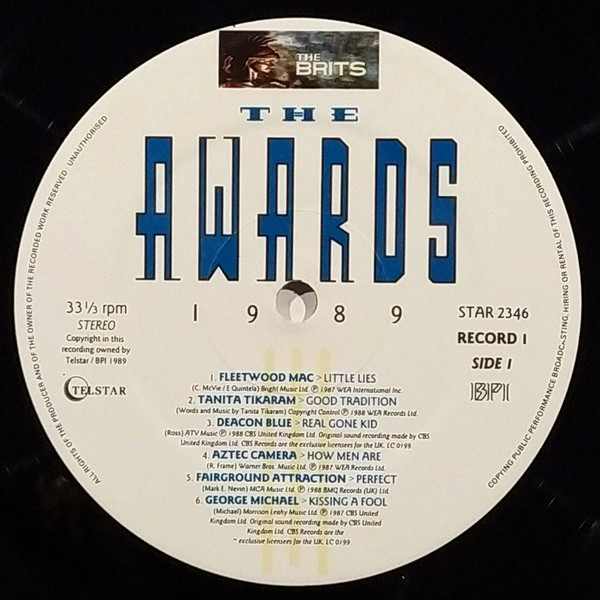 THE
BRITS
THE
AWARDS
1989
33 1/3 rpm
STEREO
Copyright in this
recording owned by
Telstar / BPI 1989
TELSTAR
STAR 2346
RECORD 1
SIDE 1
BPI
1. FLEETWOOD MAC > LITTLE LIES
(C. McVie / E Quintela) Bright Music Ltd. ℗ 1987 WEA International Inc.
2. TANITA TIKARAM > GOOD TRADITION
(Words and Music by Tanita Tikaram) Copyright Control ℗ 1988 WEA Records Ltd.
3. DEACON BLUE > REAL GONE KID
(Ross) ATV Music ℗ 1988 CBS United Kingdom Ltd. Original sound recording made by CBS
United Kingdom Ltd. CBS Records are the exclusive licensees for the UK. LC 0199.
4. AZTEC CAMERA > HOW MEN ARE
(R. Frame) Warner Bros. Music Ltd. ℗ 1987 WEA Records Ltd.
5. FAIRGROUND ATTRACTION > PERFECT
(Mark E. Nevin) MCA Music Ltd. ℗ 1988 BMG Records (UK) Ltd.
6. GEORGE MICHAEL > KISSING A FOOL
(Michael) Morrison Leahy Music Ltd. ℗ 1987 CBS United
Kingdom Ltd. Original sound recording made by CBS United
Kingdom Ltd. CBS Records are the
exclusive licensees for the UK. LC 0199.
ALL RIGHTS OF THE PRODUCER AND OF THE OWNER OF THE RECORDED WORK RESERVED. UNAUTHORISED
COPYING PUBLIC PERFORMANCE BROADCASTING, HIRING OR RENTAL OF THIS RECORDING PROHIBITED